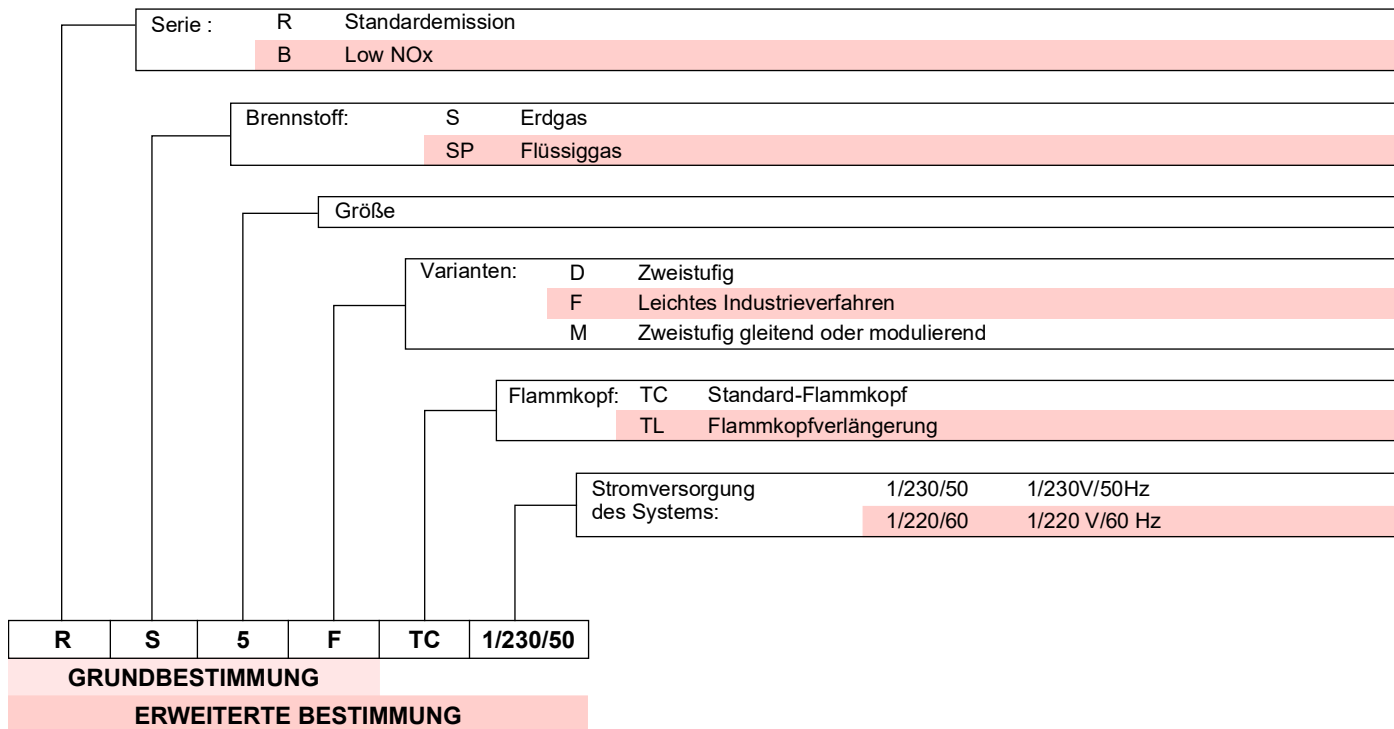 Serie : R Standardemission
B Low NOx
Brennstoff: S Erdgas
SP Flüssiggas
Größe
Varianten: D Zweistufig
F Leichtes Industrieverfahren
M Zweistufig gleitend oder modulierend
Flammkopf: TC Standard-Flammkopf
TL Flammkopfverlängerung
Stromversorgung 1/230/50 1/230V/50Hz
des Systems: 1/220/60 1/220 V/60 Hz
R S 5 F TC 1/230/50
GRUNDBESTIMMUNG
ERWEITERTE BESTIMMUNG